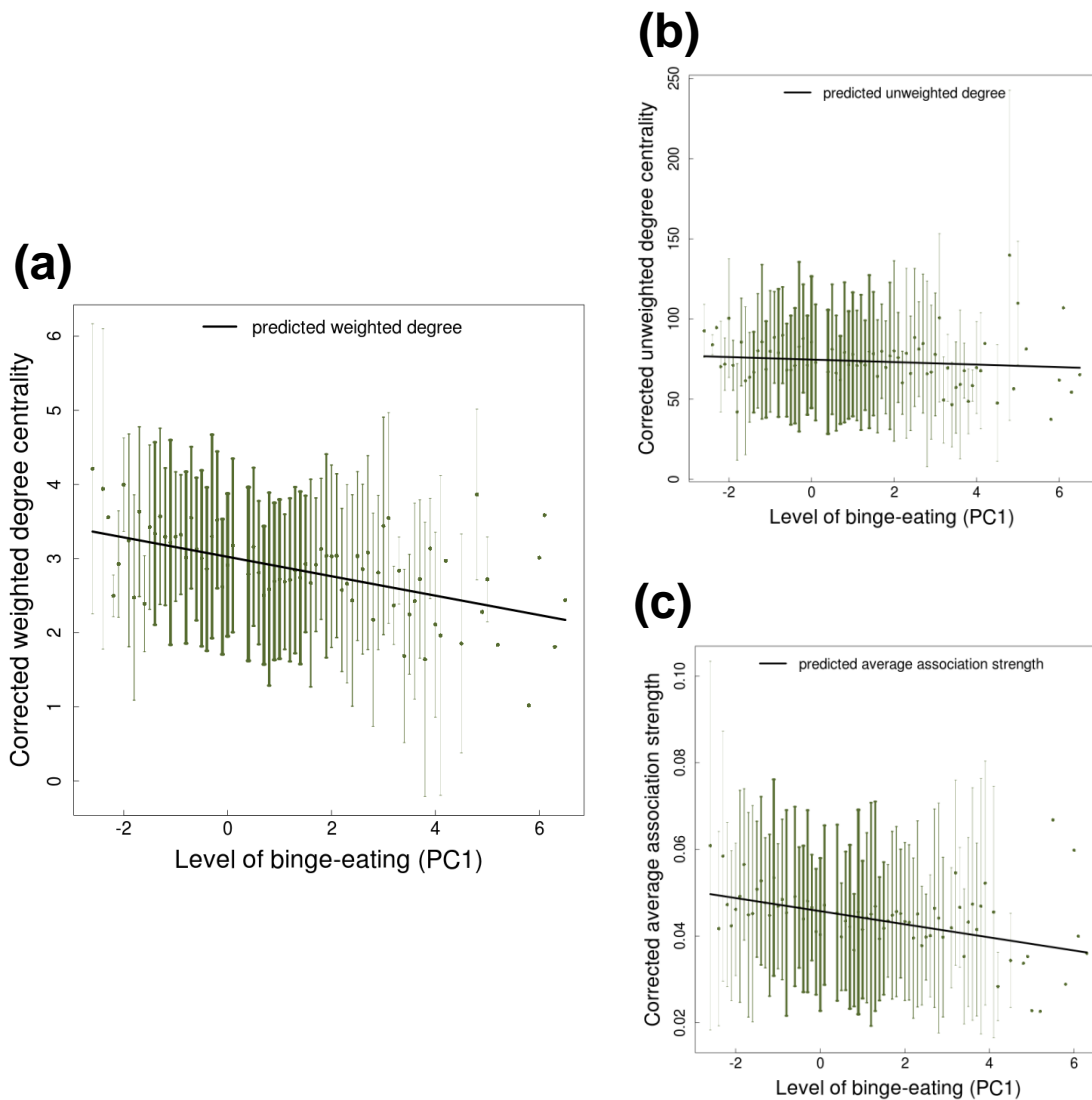 (a)
predicted weighted degree
Corrected weighted degree centrality
6
5
4
3
2
1
0
-2
0
2
4
6
Level of binge-eating (PC1)
(b)
predicted unweighted degree
Corrected unweighted degree centrality
250
200
150
100
50
0
-2
0
2
4
6
Level of binge-eating (PC1)
(c)
predicted average association strength
Corrected average association strength
0.10
0.08
0.06
0.04
0.02
-2
0
2
4
6
Level of binge-eating (PC1)